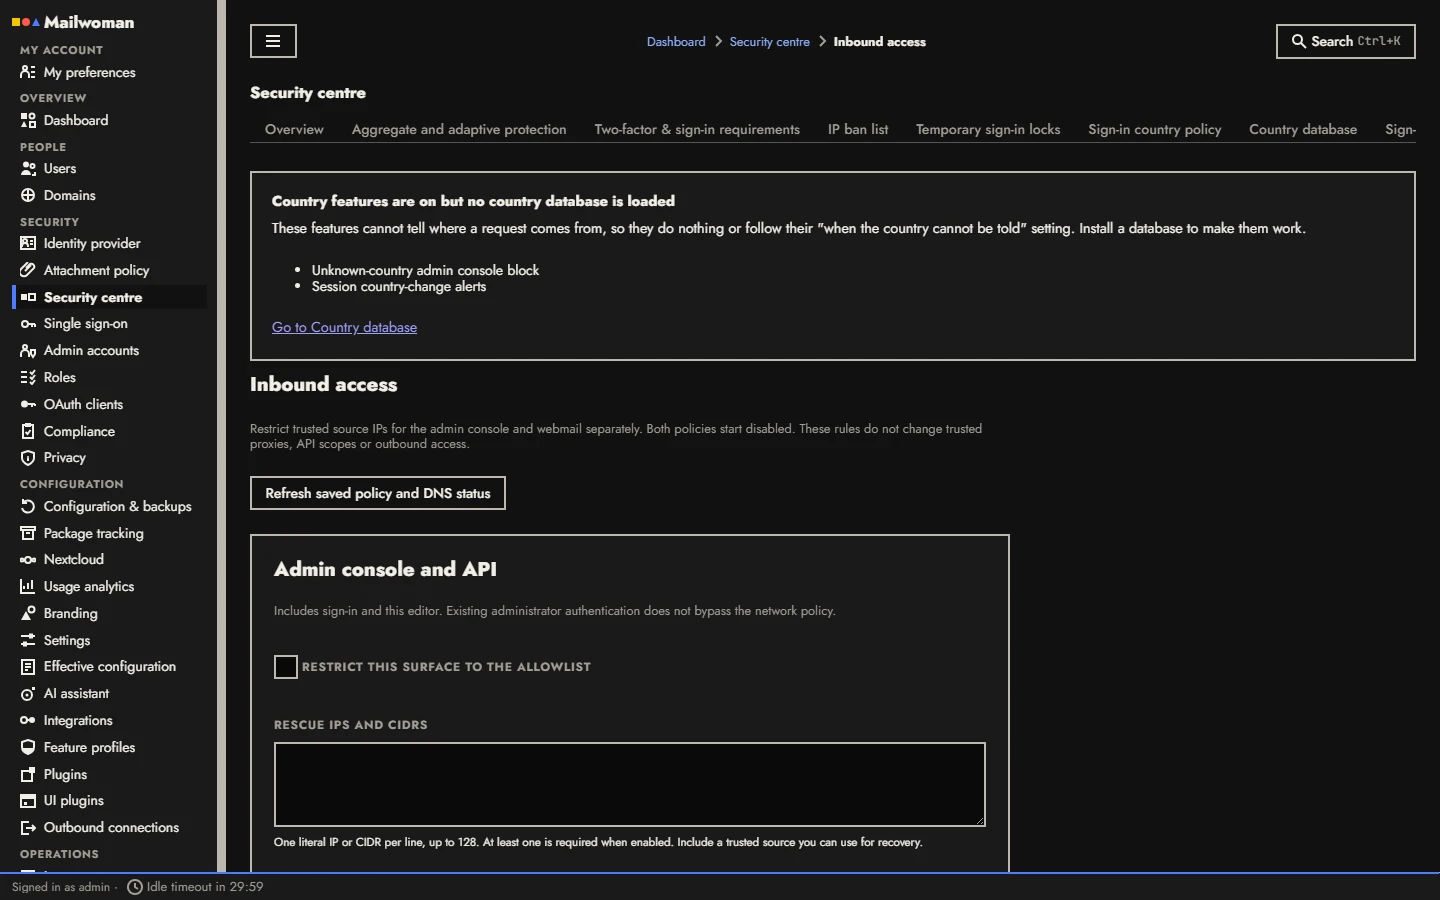 Mailwoman
MY ACCOUNT
My preferences
OVERVIEW
Dashboard
PEOPLE
Users
Domains
SECURITY
Identity provider
Attachment policy
Security centre
Single sign-on
Admin accounts
Roles
OAuth clients
Compliance
Privacy
CONFIGURATION
Configuration & backups
Package tracking
Nextcloud
Usage analytics
Branding
Settings
Effective configuration
AI assistant
Integrations
Feature profiles
Plugins
UI plugins
Outbound connections
OPERATIONS
Dashboard > Security centre > Inbound access
Search Ctrl+K
Security centre
Overview Aggregate and adaptive protection Two-factor & sign-in requirements IP ban list Temporary sign-in locks Sign-in country policy Country database Sign-
Country features are on but no country database is loaded
These features cannot tell where a request comes from, so they do nothing or follow their "when the country cannot be told" setting. Install a database to make them work.
• Unknown-country admin console block
• Session country-change alerts
Go to Country database
Inbound access
Restrict trusted source IPs for the admin console and webmail separately. Both policies start disabled. These rules do not change trusted
proxies, API scopes or outbound access.
Refresh saved policy and DNS status
Admin console and API
Includes sign-in and this editor. Existing administrator authentication does not bypass the network policy.
RESTRICT THIS SURFACE TO THE ALLOWLIST
RESCUE IPS AND CIDRS
One literal IP or CIDR per line, up to 128. At least one is required when enabled. Include a trusted source you can use for recovery.
Signed in as admin · Idle timeout in 29:59